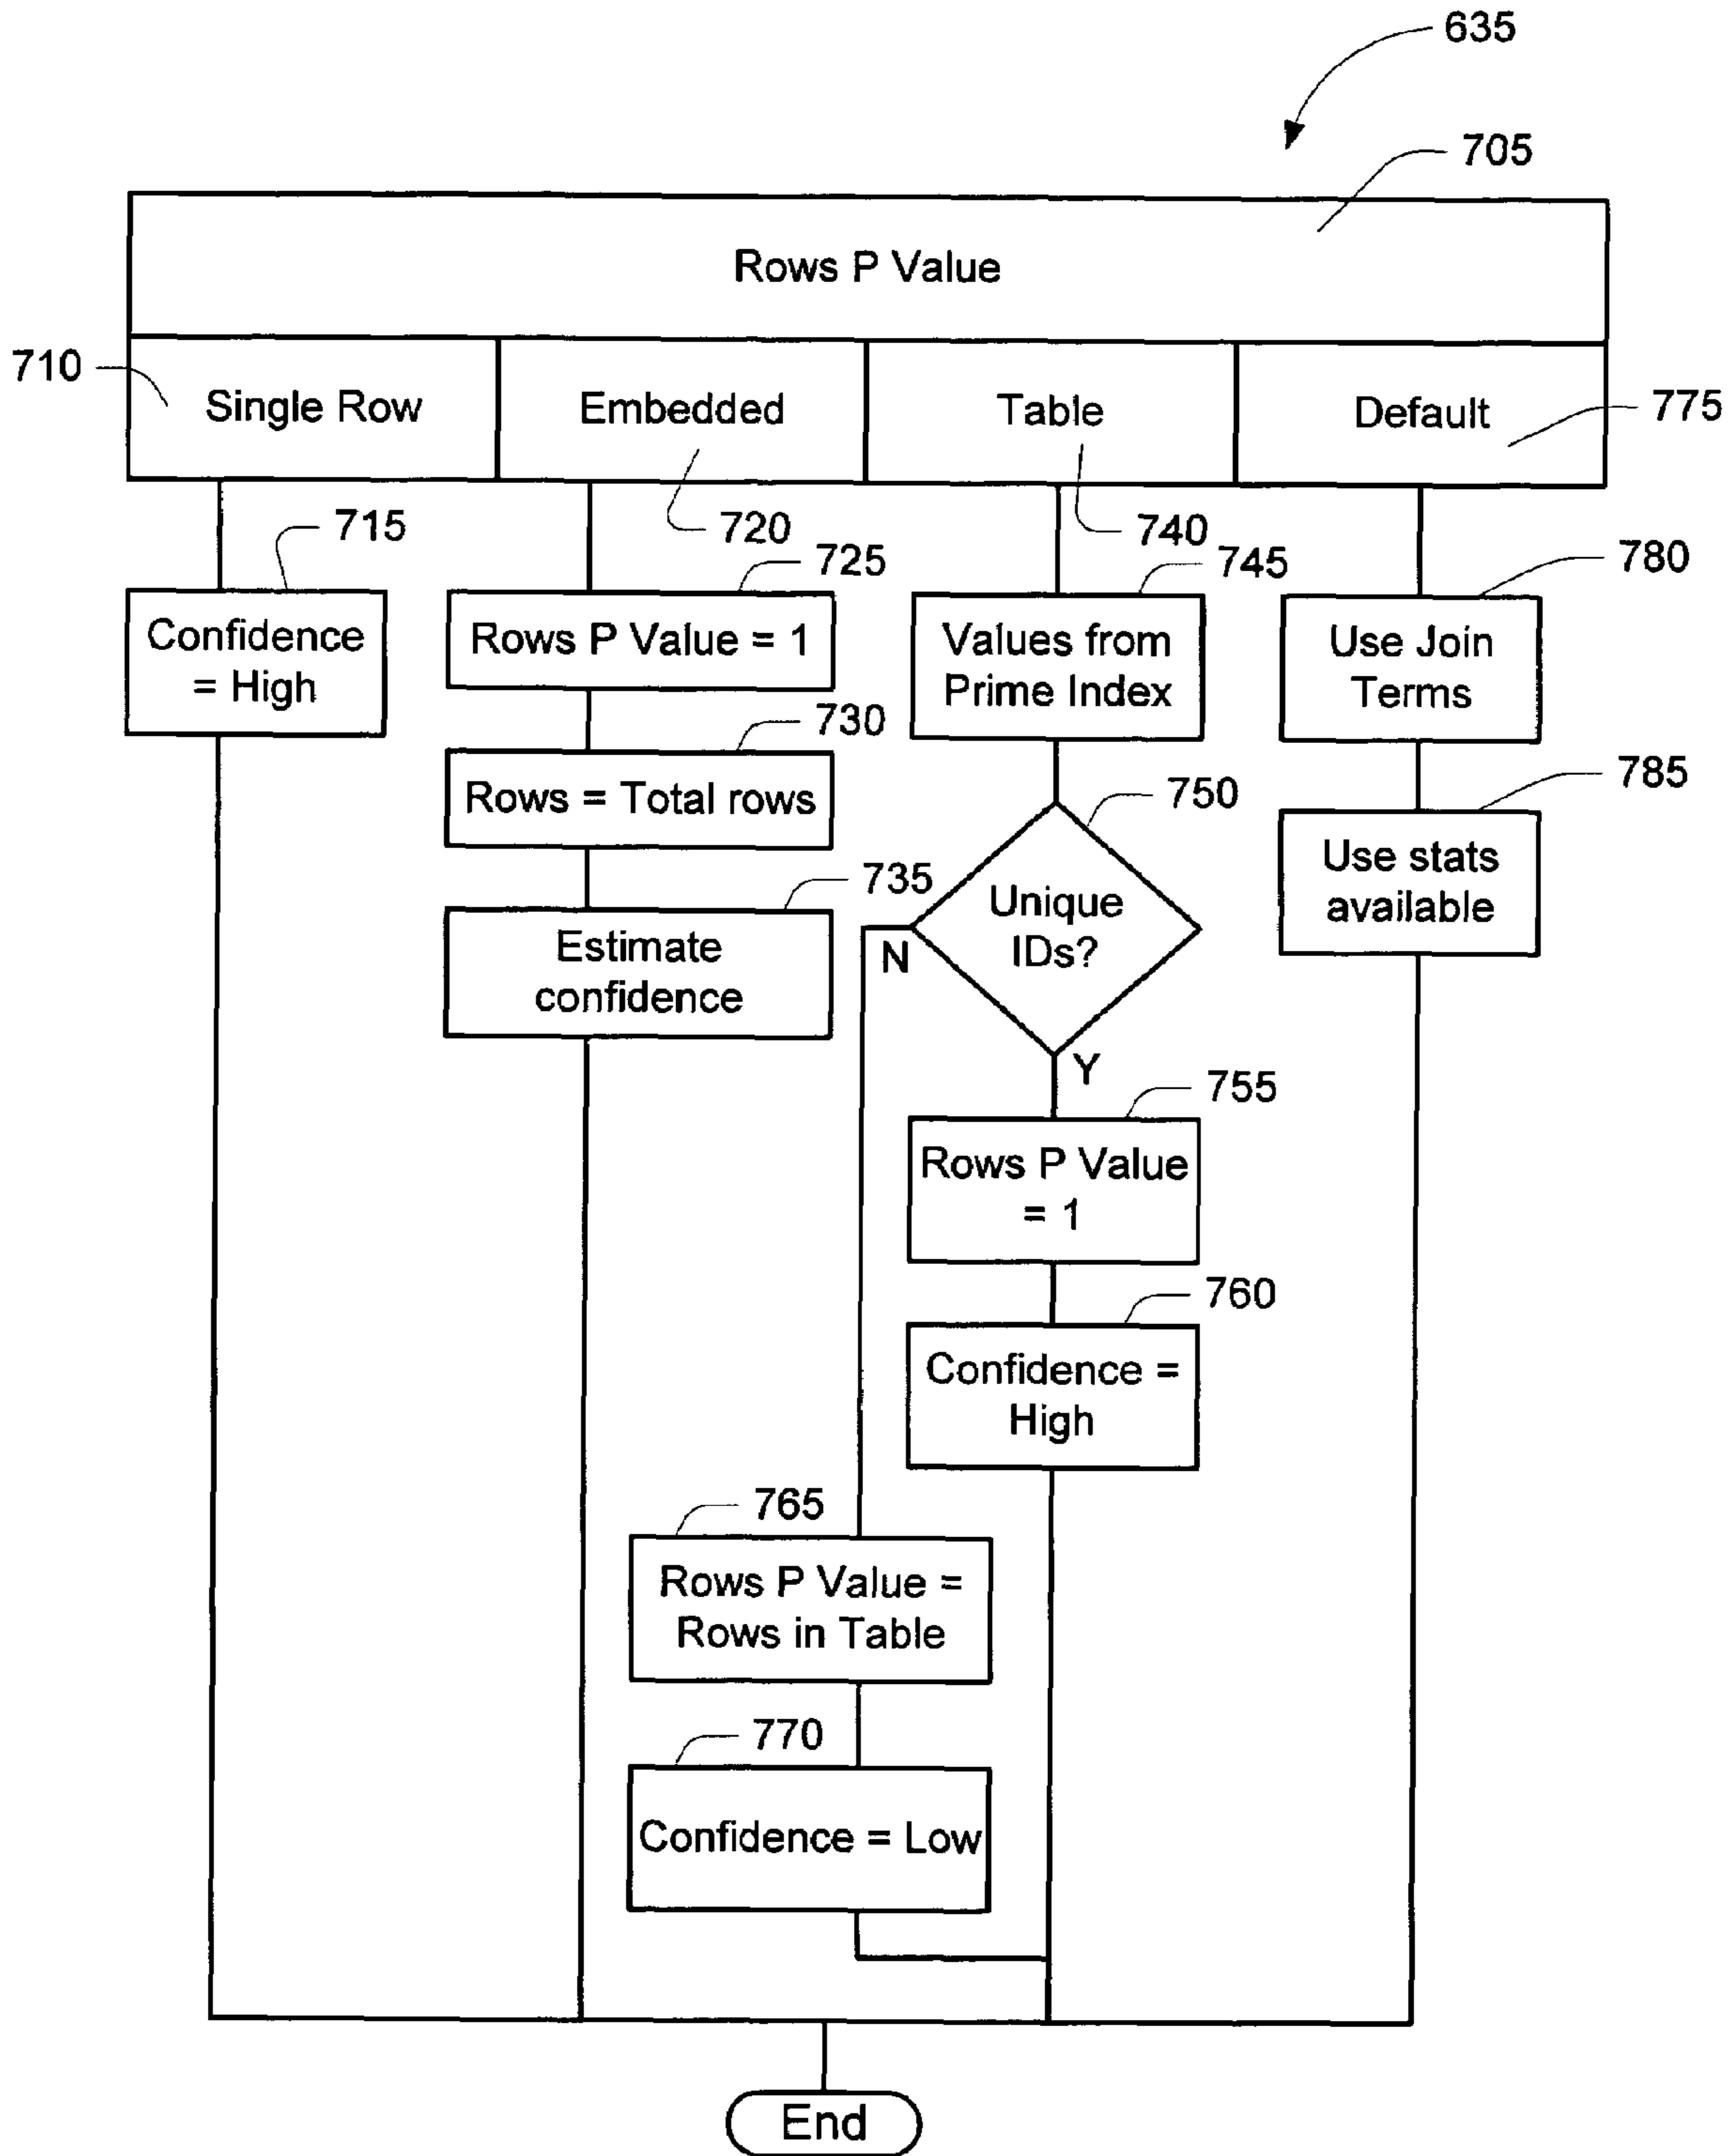 635
705
Rows P Value
710
Single Row
Embedded
Table
Default
775
715
720
740
725
745
780
Confidence
= High
Rows P Value = 1
Values from
Prime Index
Use Join
Terms
730
Rows = Total rows
750
785
735
Estimate
confidence
Unique
IDs?
Use stats
available
N
Y
755
Rows P Value
= 1
760
Confidence =
High
765
Rows P Value =
Rows in Table
770
Confidence = Low
End